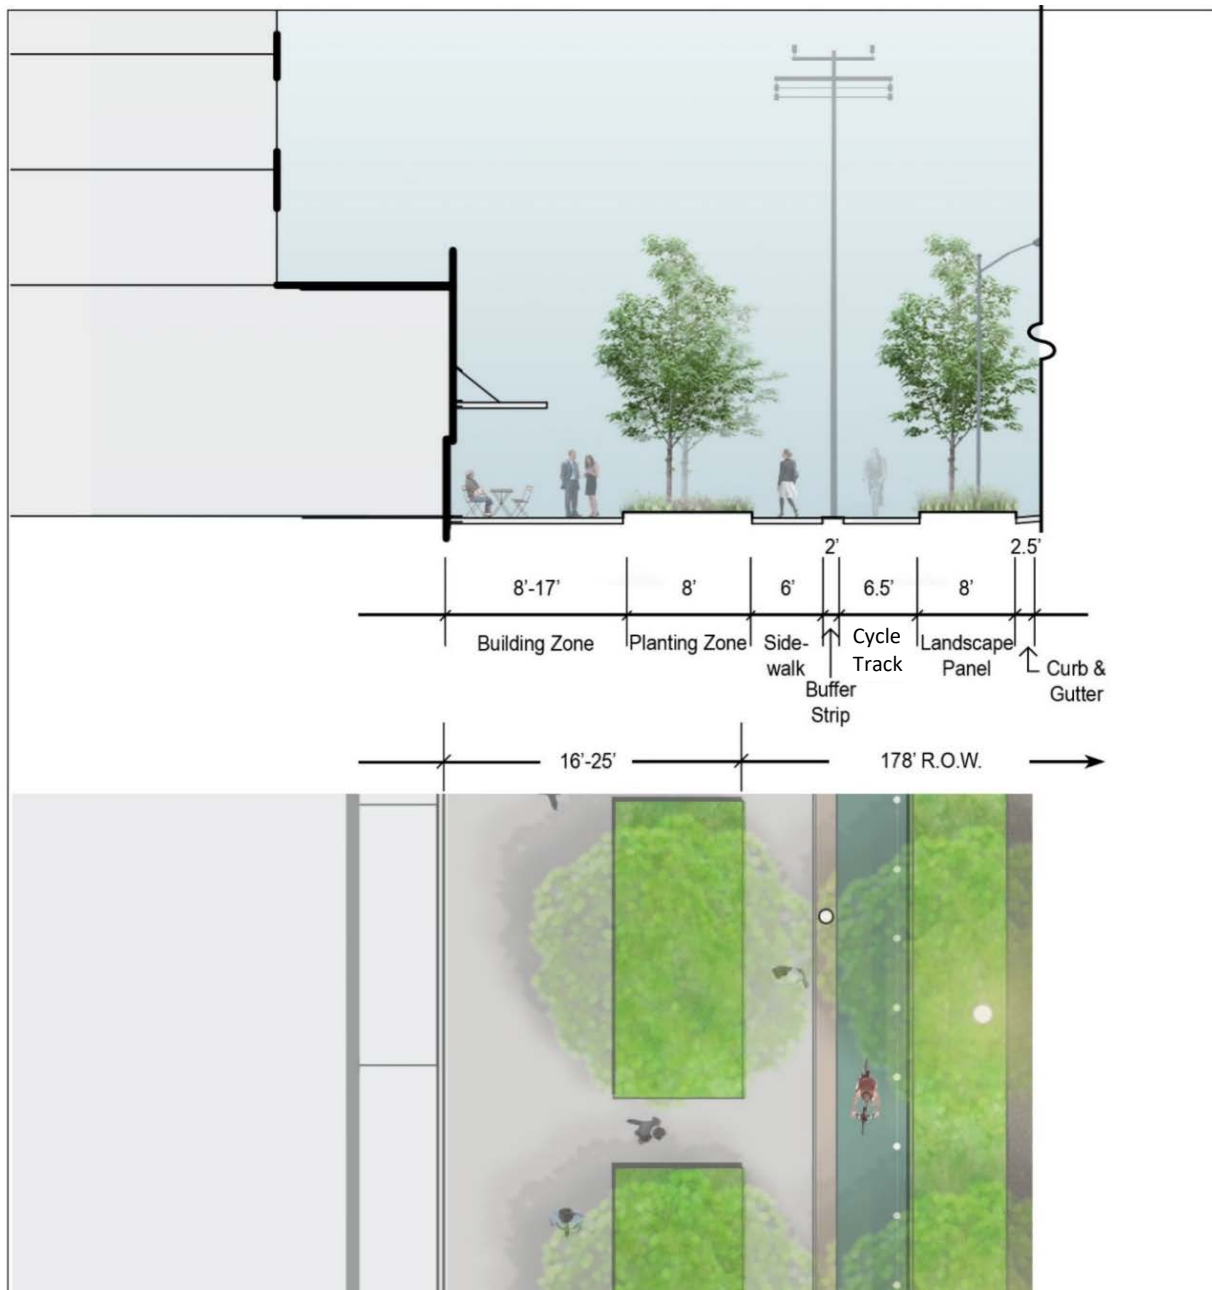 2’ 2.5’
8’-17’ 8’ 6’ 6.5’ 8’
Building Zone
Planting Zone
Side-
walk
Buffer
Strip
Cycle
Track
Landscape
Panel
Curb &
Gutter
16’-25’ 178’ R.O.W.